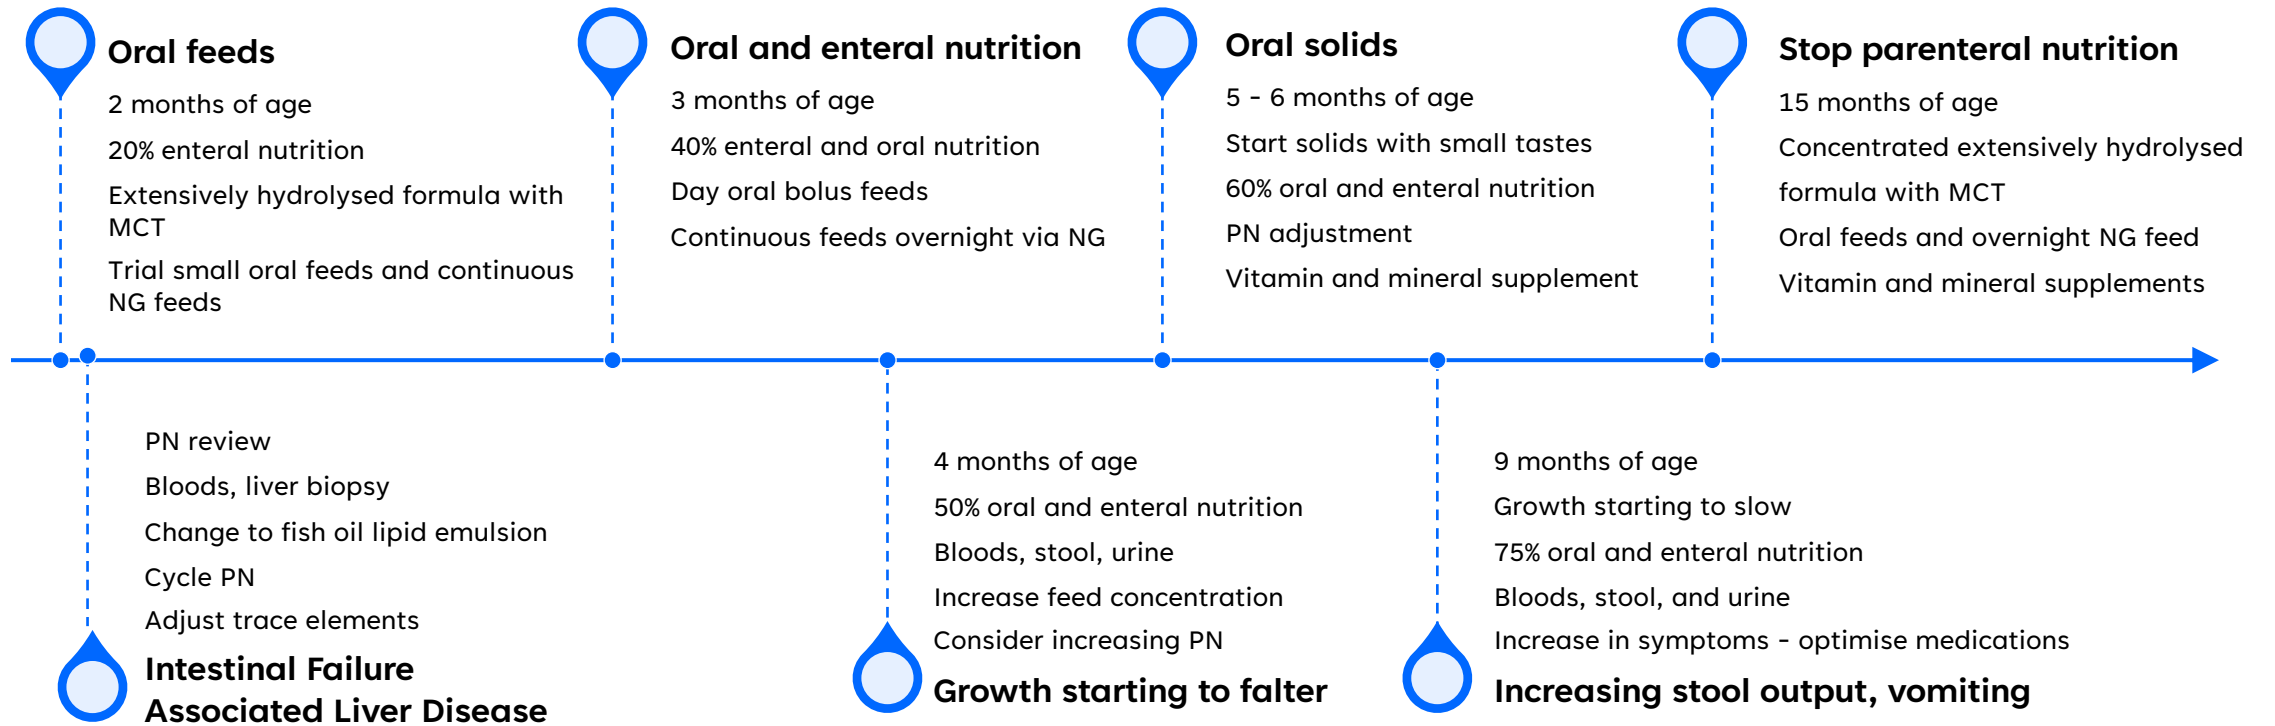 Oral feeds
2 months of age
20% enteral nutrition
Extensively hydrolysed formula with
MCT
Trial small oral feeds and continuous
NG feeds
Oral and enteral nutrition
3 months of age
40% enteral and oral nutrition
Day oral bolus feeds
Continuous feeds overnight via NG
Oral solids
5 - 6 months of age
Start solids with small tastes
60% oral and enteral nutrition
PN adjustment
Vitamin and mineral supplement
Stop parenteral nutrition
15 months of age
Concentrated extensively hydrolysed
formula with MCT
Oral feeds and overnight NG feed
Vitamin and mineral supplements
PN review
Bloods, liver biopsy
Change to fish oil lipid emulsion
Cycle PN
Adjust trace elements
Intestinal Failure
Associated Liver Disease
4 months of age
50% oral and enteral nutrition
Bloods, stool, urine
Increase feed concentration
Consider increasing PN
Growth starting to falter
9 months of age
Growth starting to slow
75% oral and enteral nutrition
Bloods, stool, and urine
Increase in symptoms - optimise medications
Increasing stool output, vomiting